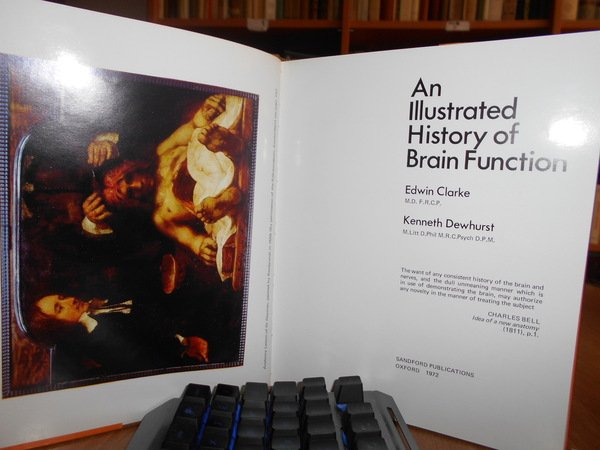 An
Illustrated
History of
Brain Function
Edwin Clarke
M.D. F.R.C.P.
Kenneth Dewhurst
M.Litt D.Phil M.R.C.Psych D.P.M.
The want of any consistent history of the brain and
nerves, and the dull unmeaning manner which is
in use of demonstrating the brain, may authorize
any novelty in the manner of treating the subject
CHARLES BELL
Idea of a new anatomy
(1811), p.1,
SANDFORD PUBLICATIONS
OXFORD 1972